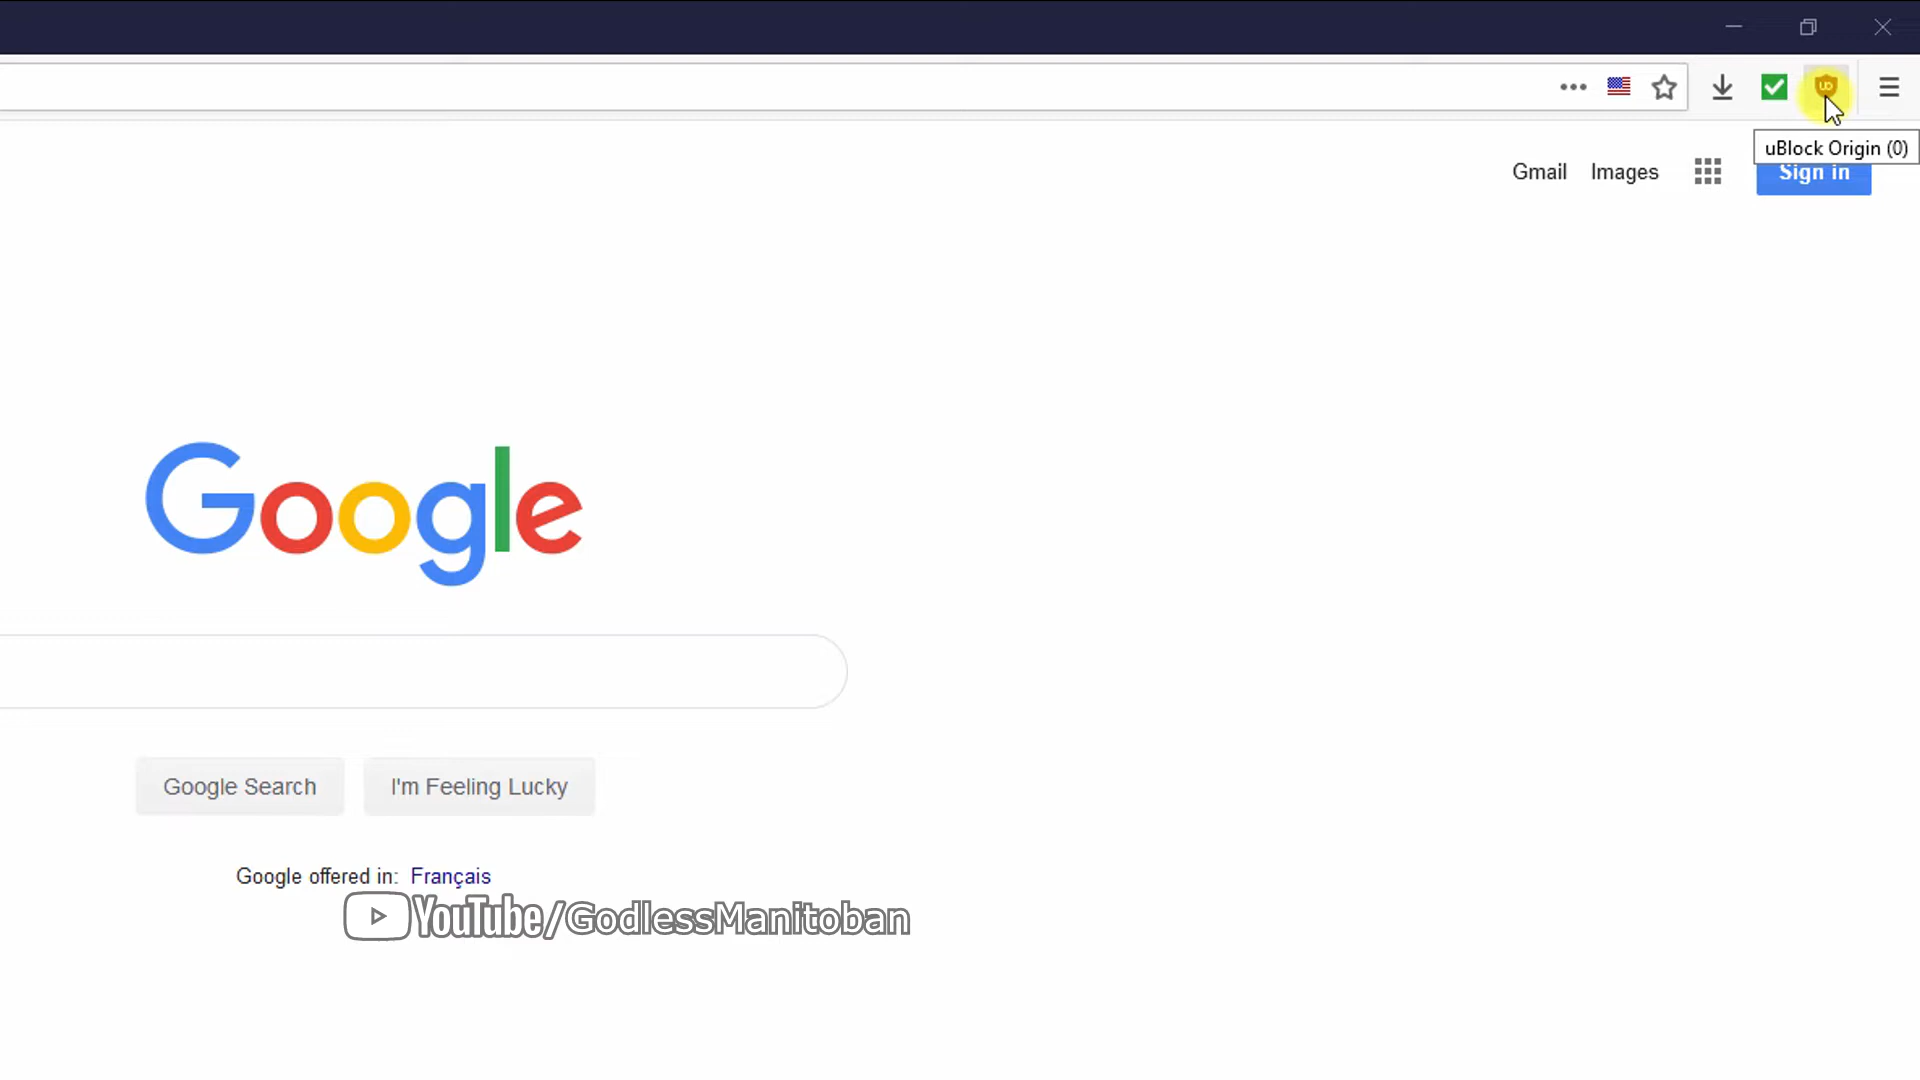 uBlock Origin (0)
Gmail Images Sign in
Google
Google Search I'm Feeling Lucky
Google offered in: Français
YouTube/GodlessManitoban